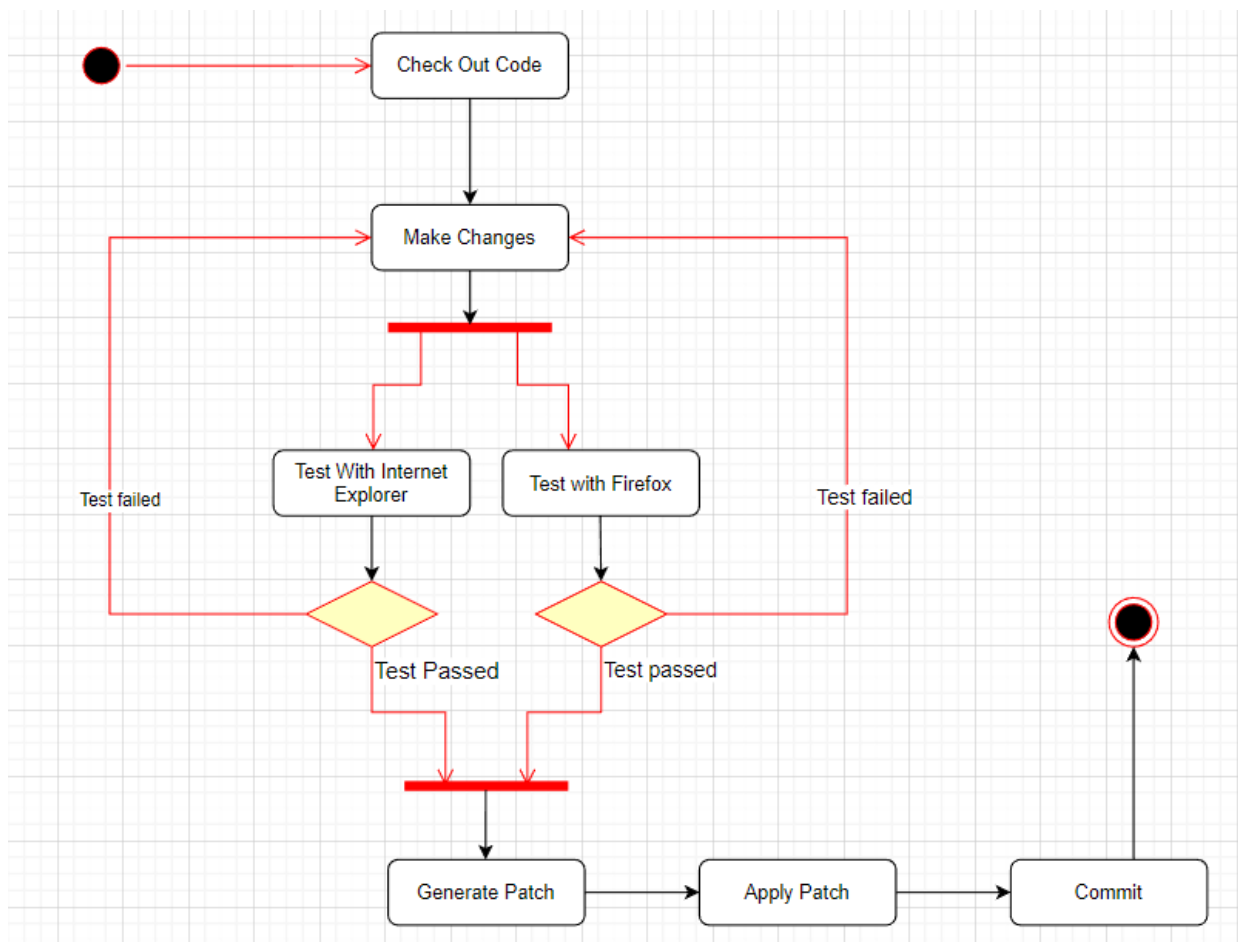 Check Out Code
Make Changes
Test With Internet
Explorer
Test with Firefox
Test failed
Test failed
Test Passed
Test passed
Generate Patch
Apply Patch
Commit